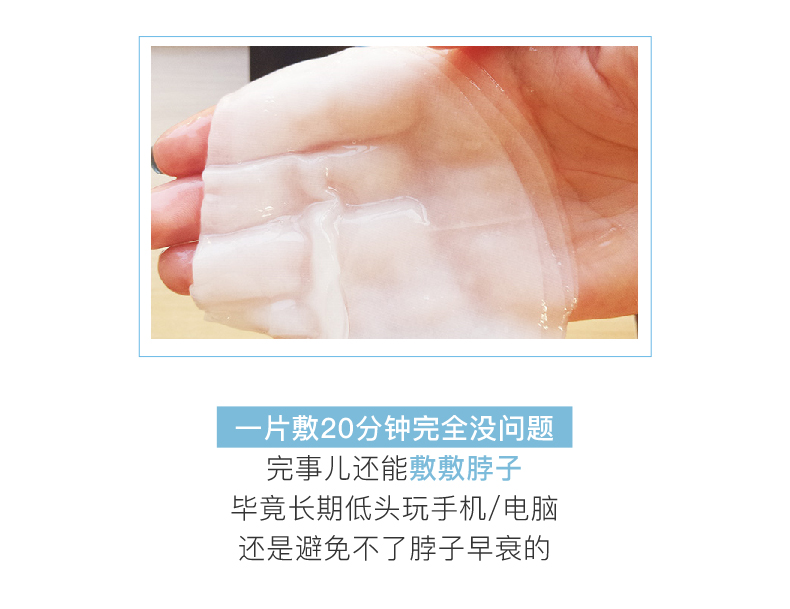 一片敷20分钟完全没问题
完事儿还能敷敷脖子
毕竟长期低头玩手机/电脑
还是避免不了脖子早衰的